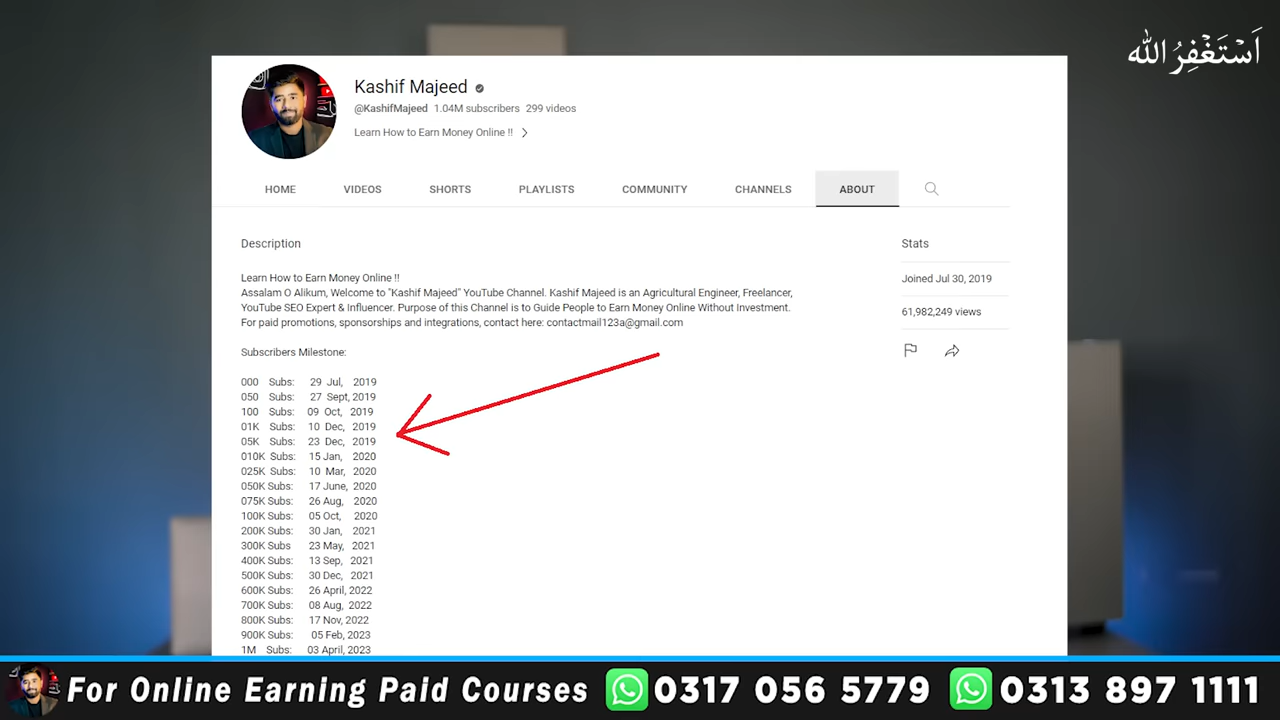 اَسْتَغْفِرُ اللّٰه
Kashif Majeed
@KashifMajeed 1.04M subscribers 299 videos
Learn How to Earn Money Online !!
HOME VIDEOS SHORTS PLAYLISTS COMMUNITY CHANNELS ABOUT
Description
Learn How to Earn Money Online !!
Assalam O Alikum, Welcome to "Kashif Majeed" YouTube Channel. Kashif Majeed is an Agricultural Engineer, Freelancer,
YouTube SEO Expert & Influencer. Purpose of this Channel is to Guide People to Earn Money Online Without Investment.
For paid promotions, sponsorships and integrations, contact here: contactmail123a@gmail.com
Subscribers Milestone:
000 Subs: 29 Jul, 2019
050 Subs: 27 Sept, 2019
100 Subs: 09 Oct, 2019
01K Subs: 10 Dec, 2019
05K Subs: 23 Dec, 2019
010K Subs: 15 Jan, 2020
025K Subs: 10 Mar, 2020
050K Subs: 17 June, 2020
075K Subs: 26 Aug, 2020
100K Subs: 05 Oct, 2020
200K Subs: 30 Jan, 2021
300K Subs 23 May, 2021
400K Subs: 13 Sep, 2021
500K Subs: 30 Dec, 2021
600K Subs: 26 April, 2022
700K Subs: 08 Aug, 2022
800K Subs: 17 Nov, 2022
900K Subs: 05 Feb, 2023
1M Subs: 03 April, 2023
Stats
Joined Jul 30, 2019
61,982,249 views
For Online Earning Paid Courses 0317 056 5779 0313 897 1111